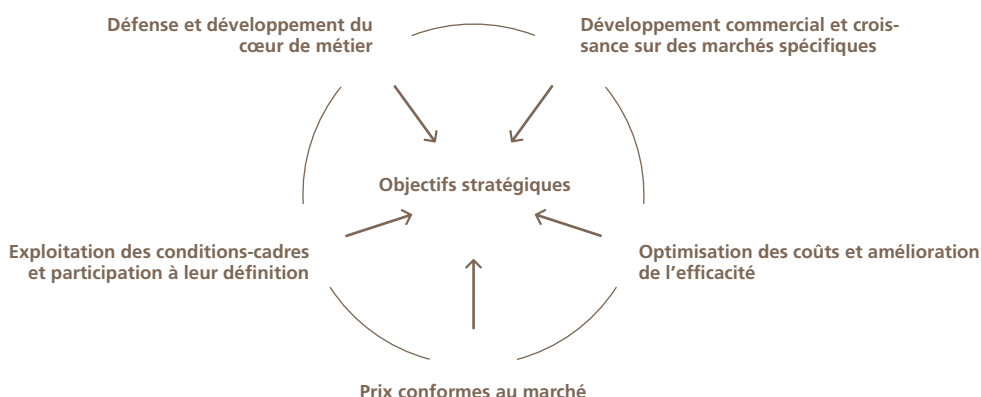 Défense et développement du
cœur de métier
Développement commercial et crois-
sance sur des marchés spécifiques
Objectifs stratégiques
Exploitation des conditions-cadres
et participation à leur définition
Optimisation des coûts et amélioration
de l’efficacité
Prix conformes au marché